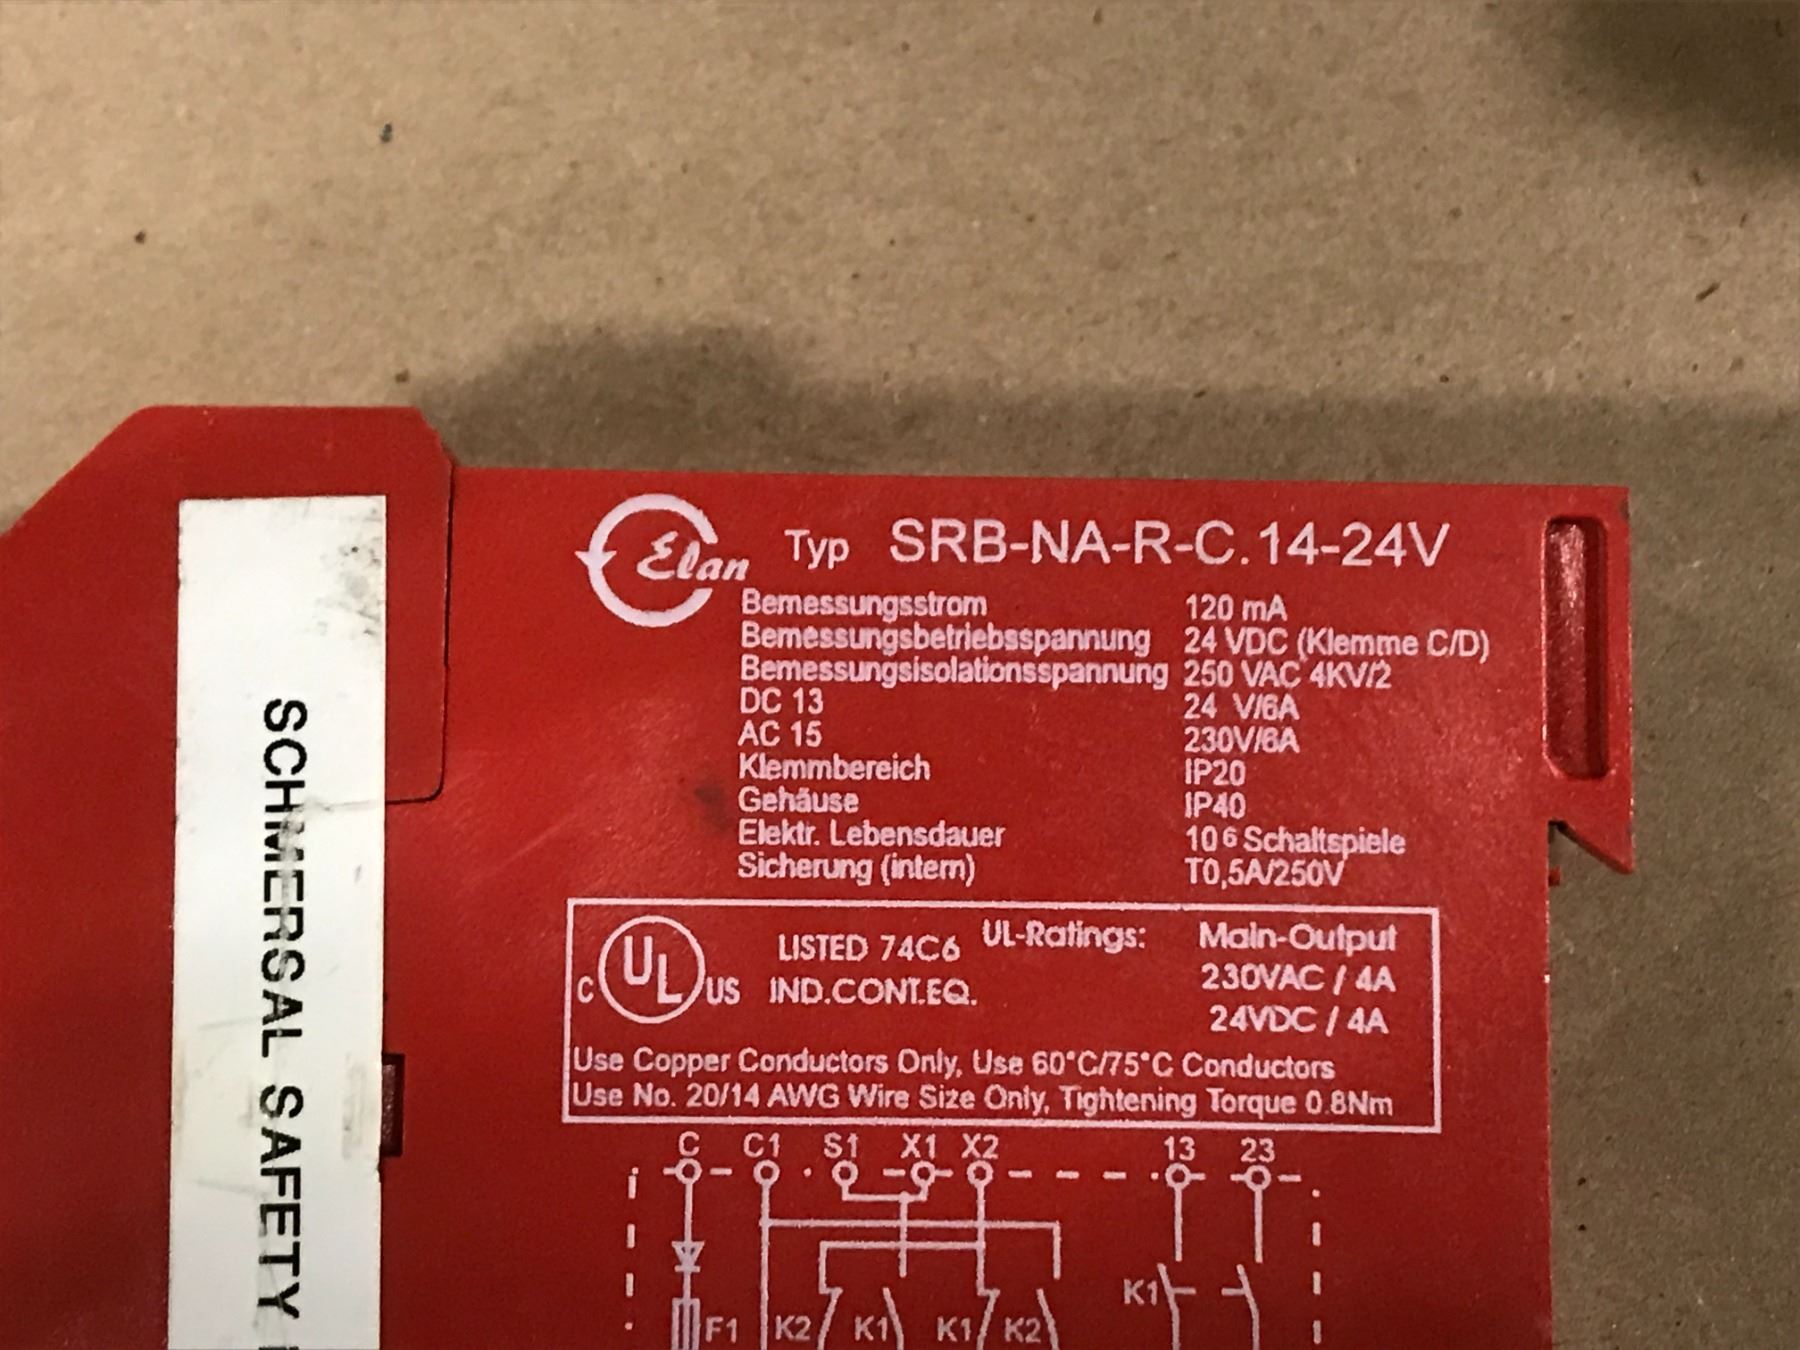 Elan Typ SRB-NA-R-C.14-24V
Bemessungsstrom 120 mA
Bemessungsbetriebsspannung 24 VDC (Klemme C/D)
Bemessungsisolationsspannung 250 VAC 4KV/2
DC 13 24 V/6A
AC 15 230V/6A
Klemmbereich IP20
Gehäuse IP40
Elektr. Lebensdauer 10 6 Schaltspiele
Sicherung (intern) T0,5A/250V
C UL US LISTED 74C6 UL-Ratings: Main-Output
IND.CONT.EQ. 230VAC / 4A
24VDC / 4A
Use Copper Conductors Only, Use 60°C/75°C Conductors
Use No. 20/14 AWG Wire Size Only, Tightening Torque 0.8Nm
C C1 S1 X1 X2 13 23
K1
F1 K2 K1 K1 K2
SCHMERSAL SAFETY